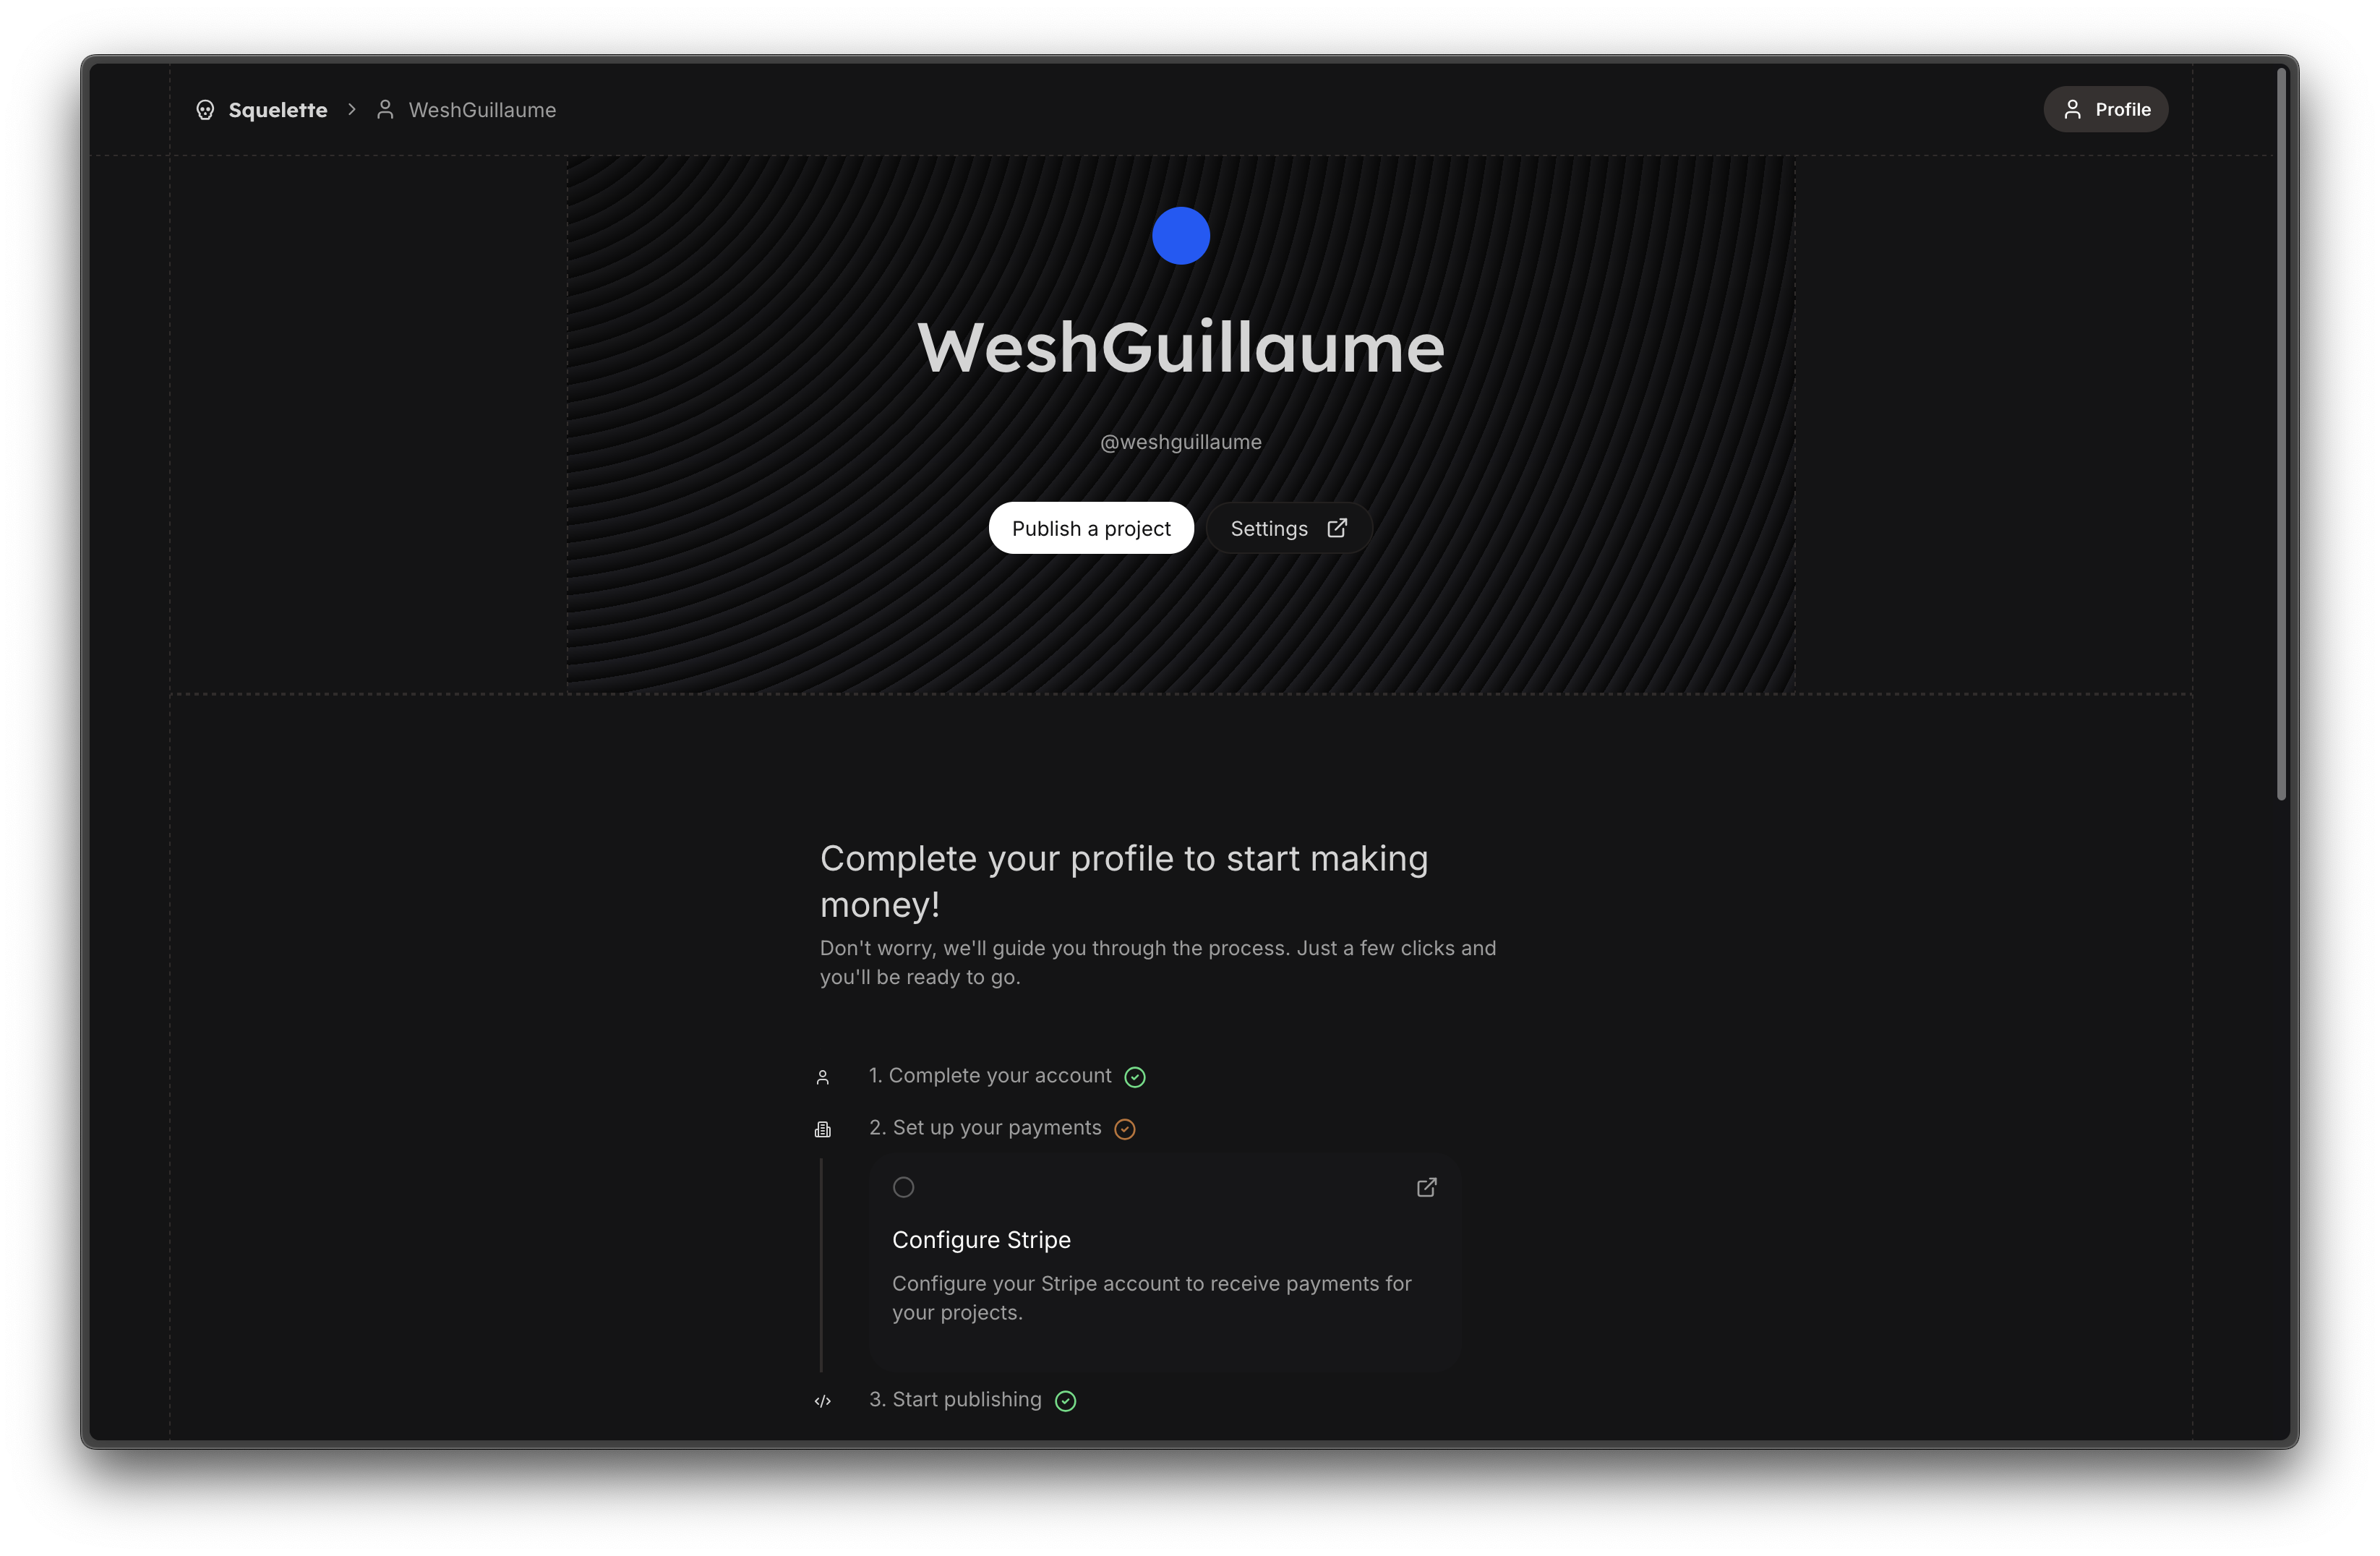 Squelette
WeshGuillaume
Profile
WeshGuillaume
@weshguillaume
Publish a project
Settings
Complete your profile to start making
money!
Don't worry, we'll guide you through the process. Just a few clicks and
you'll be ready to go.
1. Complete your account
2. Set up your payments
Configure Stripe
Configure your Stripe account to receive payments for
your projects.
3. Start publishing